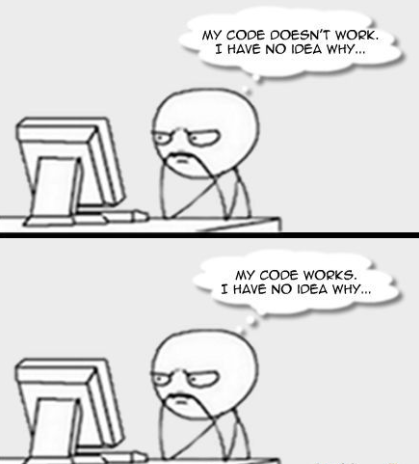 MY CODE DOESN'T WORK.
I HAVE NO IDEA WHY...
MY CODE WORKS.
I HAVE NO IDEA WHY...